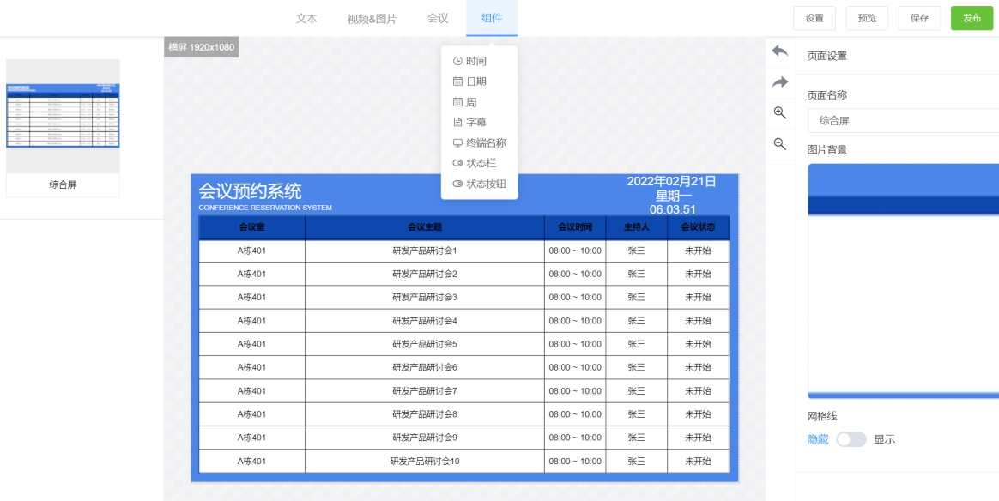 文本 视频&图片 会议 组件 设置 预览 保存 发布
横屏 1920x1080
综合屏
时间
日期
周
字幕
终端名称
状态栏
状态按钮
会议预约系统
CONFERENCE RESERVATION SYSTEM
2022年02月21日
星期一
06:03:51
会议室 会议主题 会议时间 主持人 会议状态
A栋401 研发产品研讨会1 08:00 ~ 10:00 张三 未开始
A栋401 研发产品研讨会2 08:00 ~ 10:00 张三 未开始
A栋401 研发产品研讨会3 08:00 ~ 10:00 张三 未开始
A栋401 研发产品研讨会4 08:00 ~ 10:00 张三 未开始
A栋401 研发产品研讨会5 08:00 ~ 10:00 张三 未开始
A栋401 研发产品研讨会6 08:00 ~ 10:00 张三 未开始
A栋401 研发产品研讨会7 08:00 ~ 10:00 张三 未开始
A栋401 研发产品研讨会8 08:00 ~ 10:00 张三 未开始
A栋401 研发产品研讨会9 08:00 ~ 10:00 张三 未开始
A栋401 研发产品研讨会10 08:00 ~ 10:00 张三 未开始
页面设置
页面名称
综合屏
图片背景
网格线
隐藏 显示